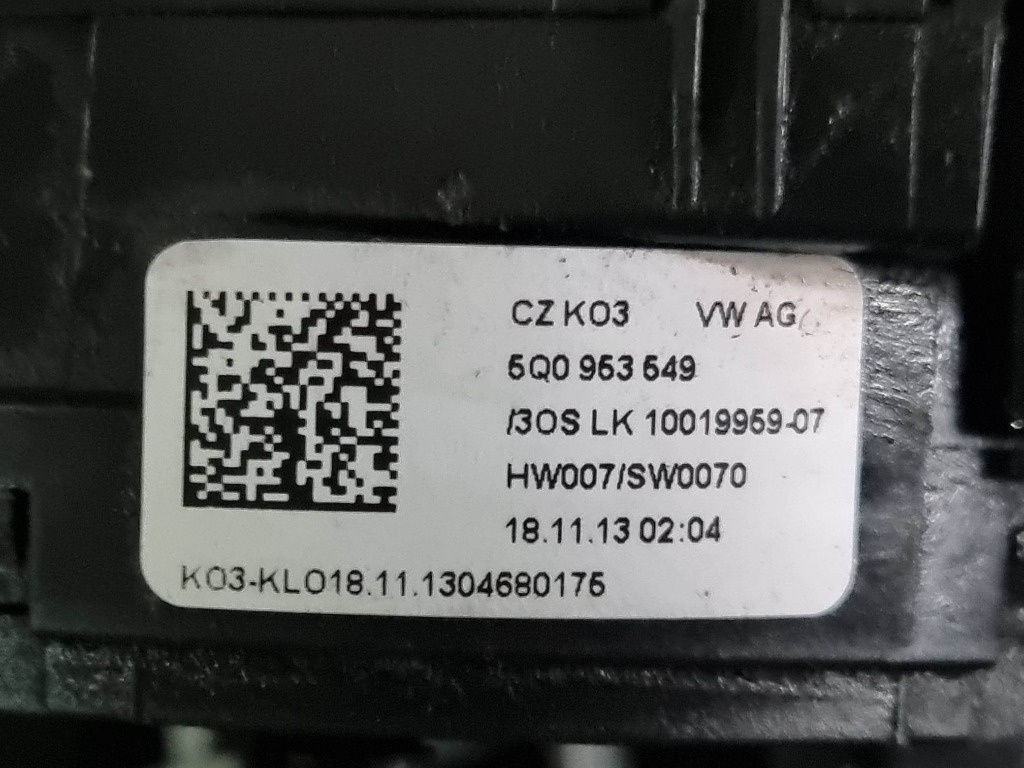 CZ KO3 VW AG
5Q0 953 549
/3OS LK 10019959-07
HW007/SW0070
18.11.13 02:04
KO3-KLO18.11.1304680175